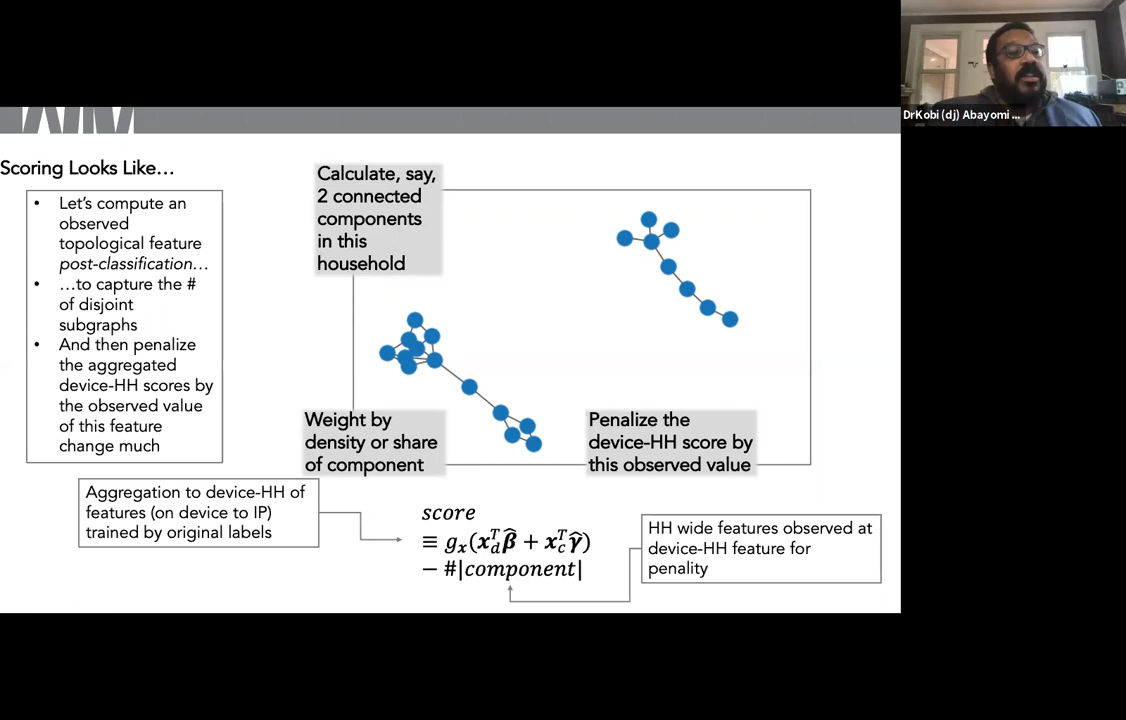 DrKobi (dj) Abayomi ...
Scoring Looks Like...
• Let's compute an
observed
topological feature
post-classification...
• ...to capture the #
of disjoint
subgraphs
• And then penalize
the aggregated
device-HH scores by
the observed value
of this feature
change much
Calculate, say,
2 connected
components
in this
household
Weight by
density or share
of component
Penalize the
device-HH score by
this observed value
Aggregation to device-HH of
features (on device to IP)
trained by original labels
score
≡ gₓ(x_d^T β̂ + x_c^T γ̂)
− #|component|
HH wide features observed at
device-HH feature for
penality